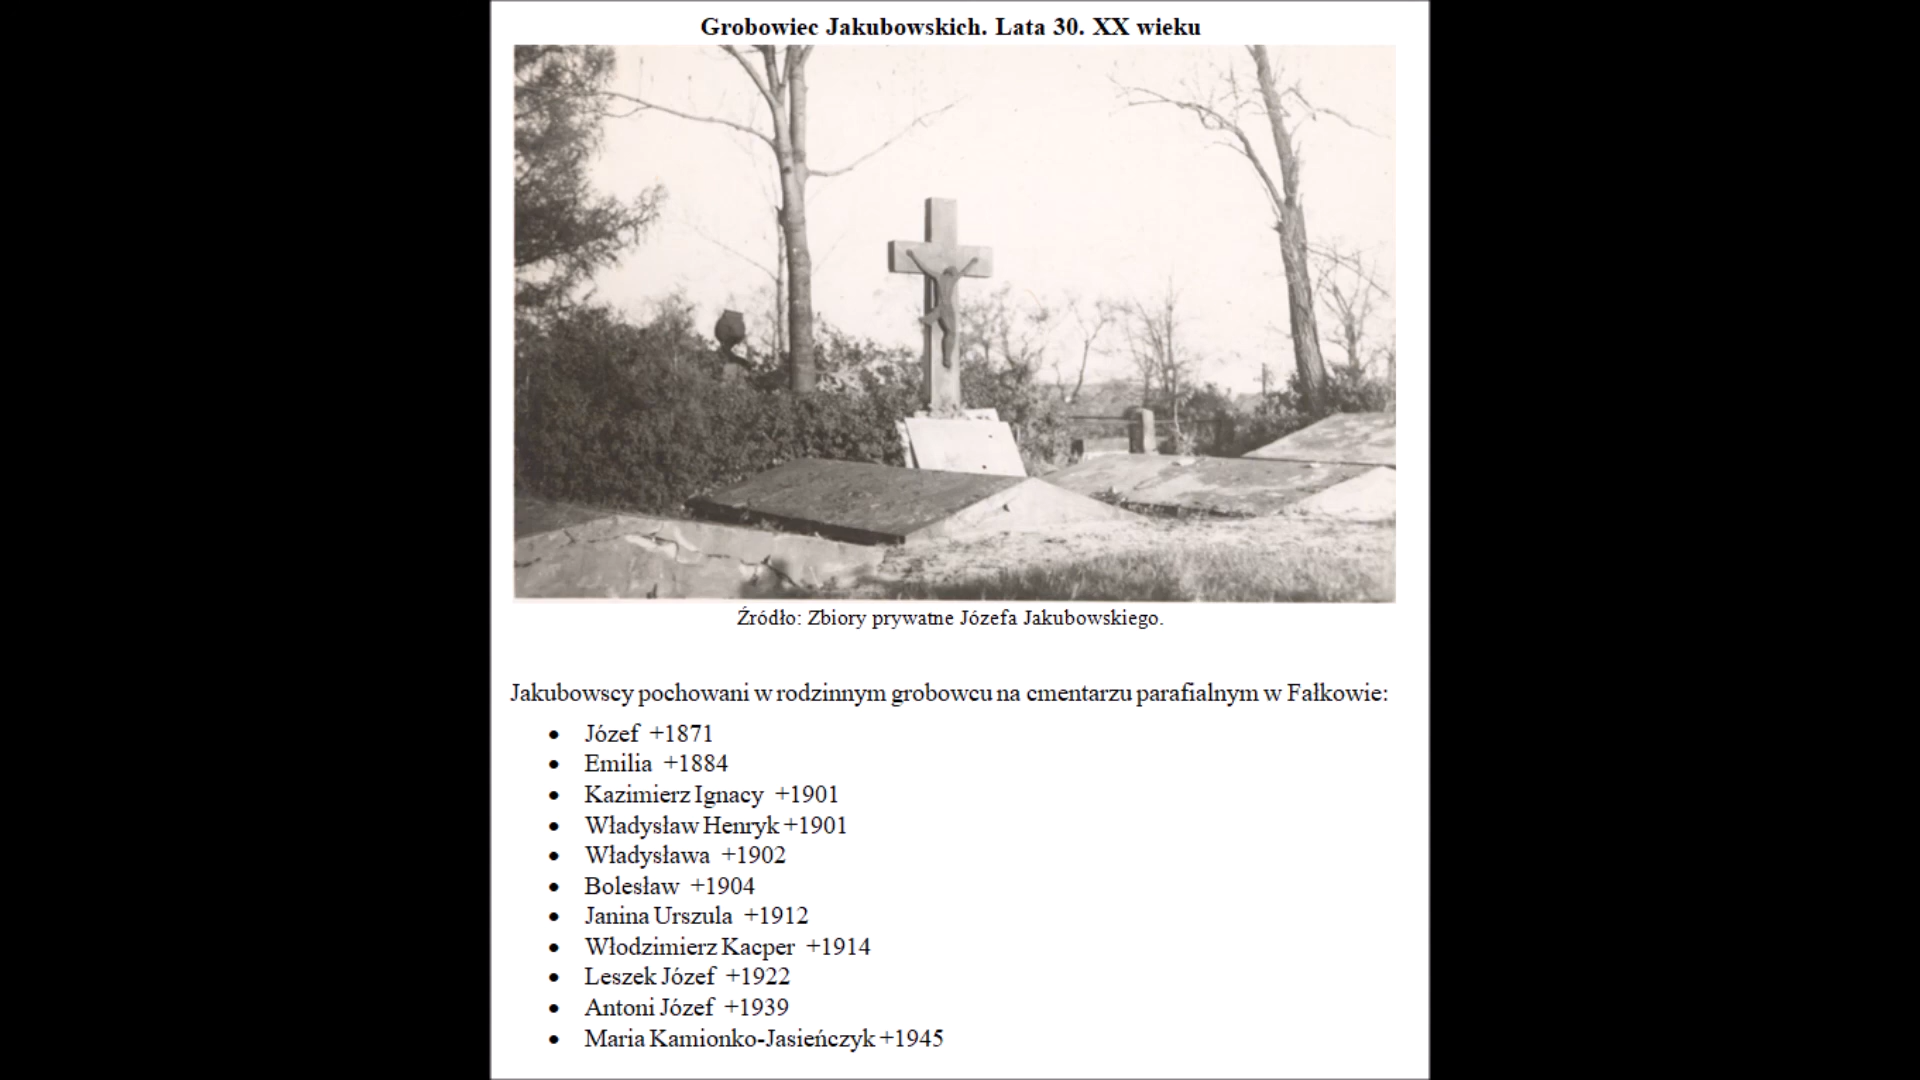 Grobowiec Jakubowskich. Lata 30. XX wieku
Źródło: Zbiory prywatne Józefa Jakubowskiego.
Jakubowscy pochowani w rodzinnym grobowcu na cmentarzu parafialnym w Fałkowie:
• Józef +1871
• Emilia +1884
• Kazimierz Ignacy +1901
• Władysław Henryk +1901
• Władysława +1902
• Bolesław +1904
• Janina Urszula +1912
• Włodzimierz Kacper +1914
• Leszek Józef +1922
• Antoni Józef +1939
• Maria Kamionko-Jasieńczyk +1945